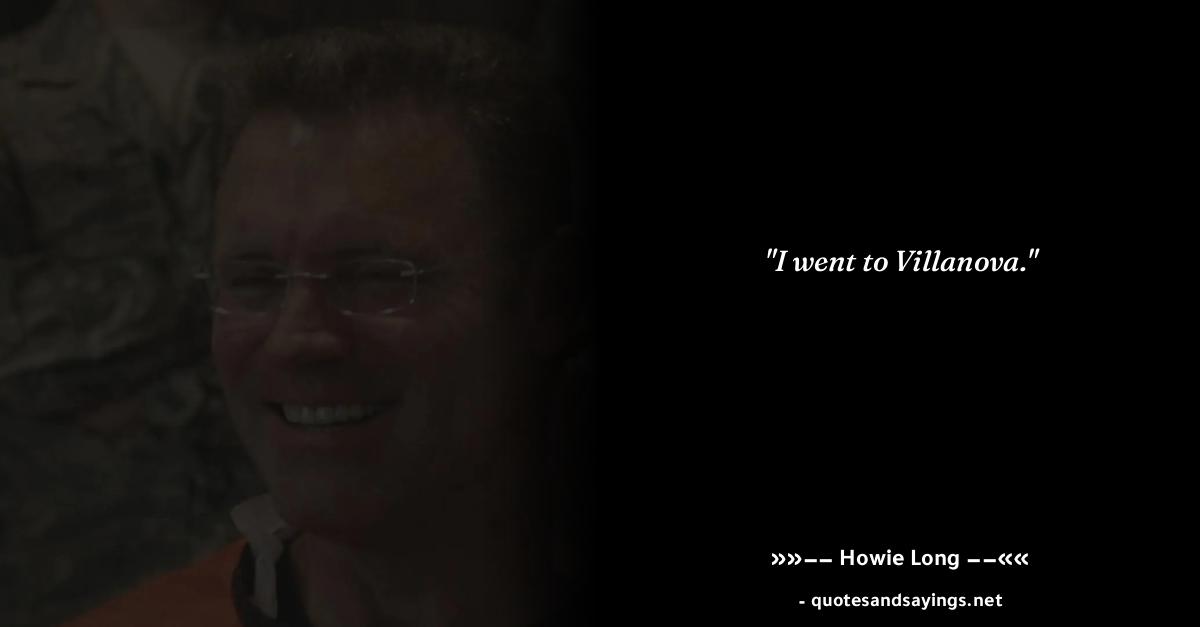 "I went to Villanova."
»»−− Howie Long −−««
- quotesandsayings.net